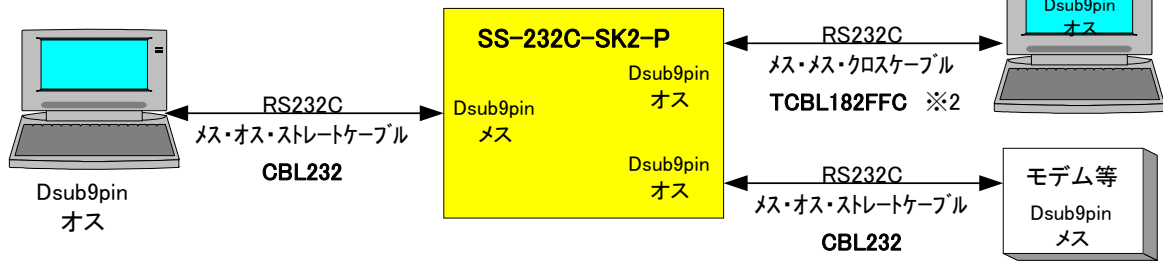 Dsub9pin
オス
RS232C
メス・オス・ストレートケーブル
CBL232
SS-232C-SK2-P
Dsub9pin
メス
Dsub9pin
オス
Dsub9pin
オス
RS232C
メス・メス・クロスケーブル
TCBL182FFC ※2
Dsub9pin
オス
RS232C
メス・オス・ストレートケーブル
CBL232
モデム等
Dsub9pin
メス